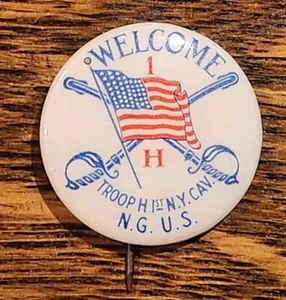 WELCOME
1
H
TROOP H 1ST N.Y. CAV.
N.G. U.S.